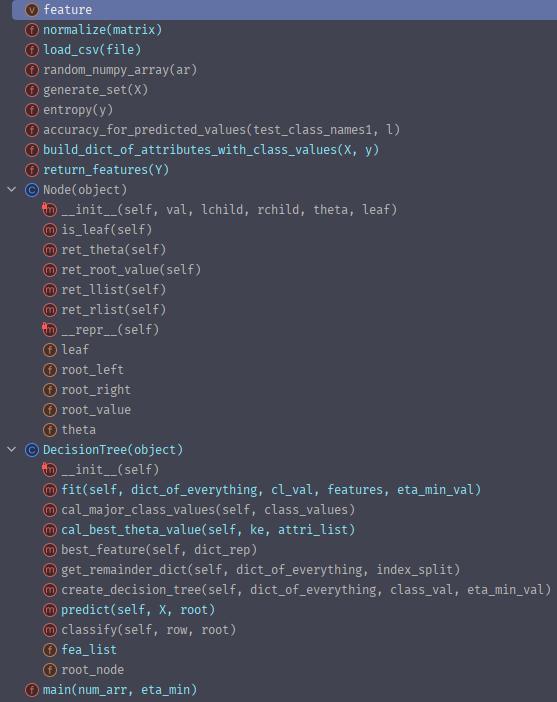 feature
normalize(matrix)
load_csv(file)
random_numpy_array(ar)
generate_set(X)
entropy(y)
accuracy_for_predicted_values(test_class_names1, l)
build_dict_of_attributes_with_class_values(X, y)
return_features(Y)
Node(object)
__init__(self, val, lchild, rchild, theta, leaf)
is_leaf(self)
ret_theta(self)
ret_root_value(self)
ret_llist(self)
ret_rlist(self)
__repr__(self)
leaf
root_left
root_right
root_value
theta
DecisionTree(object)
__init__(self)
fit(self, dict_of_everything, cl_val, features, eta_min_val)
cal_major_class_values(self, class_values)
cal_best_theta_value(self, ke, attri_list)
best_feature(self, dict_rep)
get_remainder_dict(self, dict_of_everything, index_split)
create_decision_tree(self, dict_of_everything, class_val, eta_min_val)
predict(self, X, root)
classify(self, row, root)
fea_list
root_node
main(num_arr, eta_min)